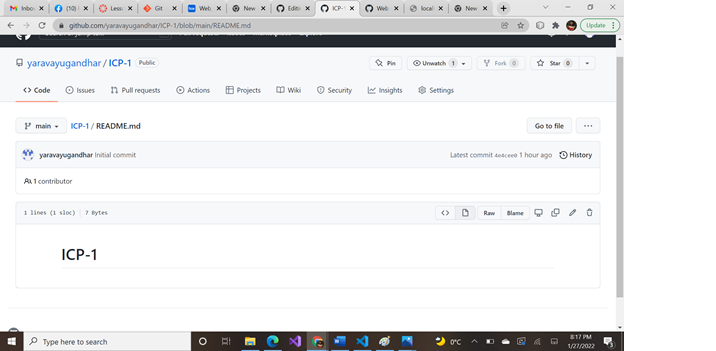 Inbo
(10) |
Lesso
Git
Web
New
Editin
ICP-1
Web
local
New
Update
github.com/yaravayugandhar/ICP-1/blob/main/README.md
yaravayugandhar / ICP-1 Public
Pin
Unwatch 1
Fork 0
Star 0
Code
Issues
Pull requests
Actions
Projects
Wiki
Security
Insights
Settings
main
ICP-1 / README.md
Go to file
yaravayugandhar Initial commit
Latest commit 4e4cee0 1 hour ago
History
1 contributor
1 lines (1 sloc) 7 Bytes
Raw
Blame
ICP-1
Type here to search
0°C
8:17 PM
1/27/2022
3